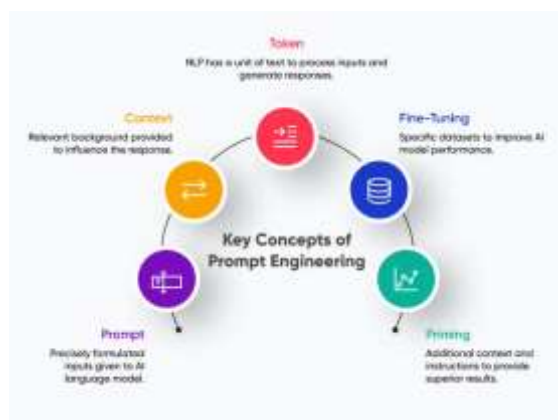 Token
NLP has a unit of text to process inputs and
generate responses.
Context
Relevant background provided
to influence the response.
Fine-Tuning
Specific datasets to improve AI
model performance.
Key Concepts of
Prompt Engineering
Prompt
Precisely formulated
inputs given to AI
language model.
Priming
Additional context and
instructions to provide
superior results.